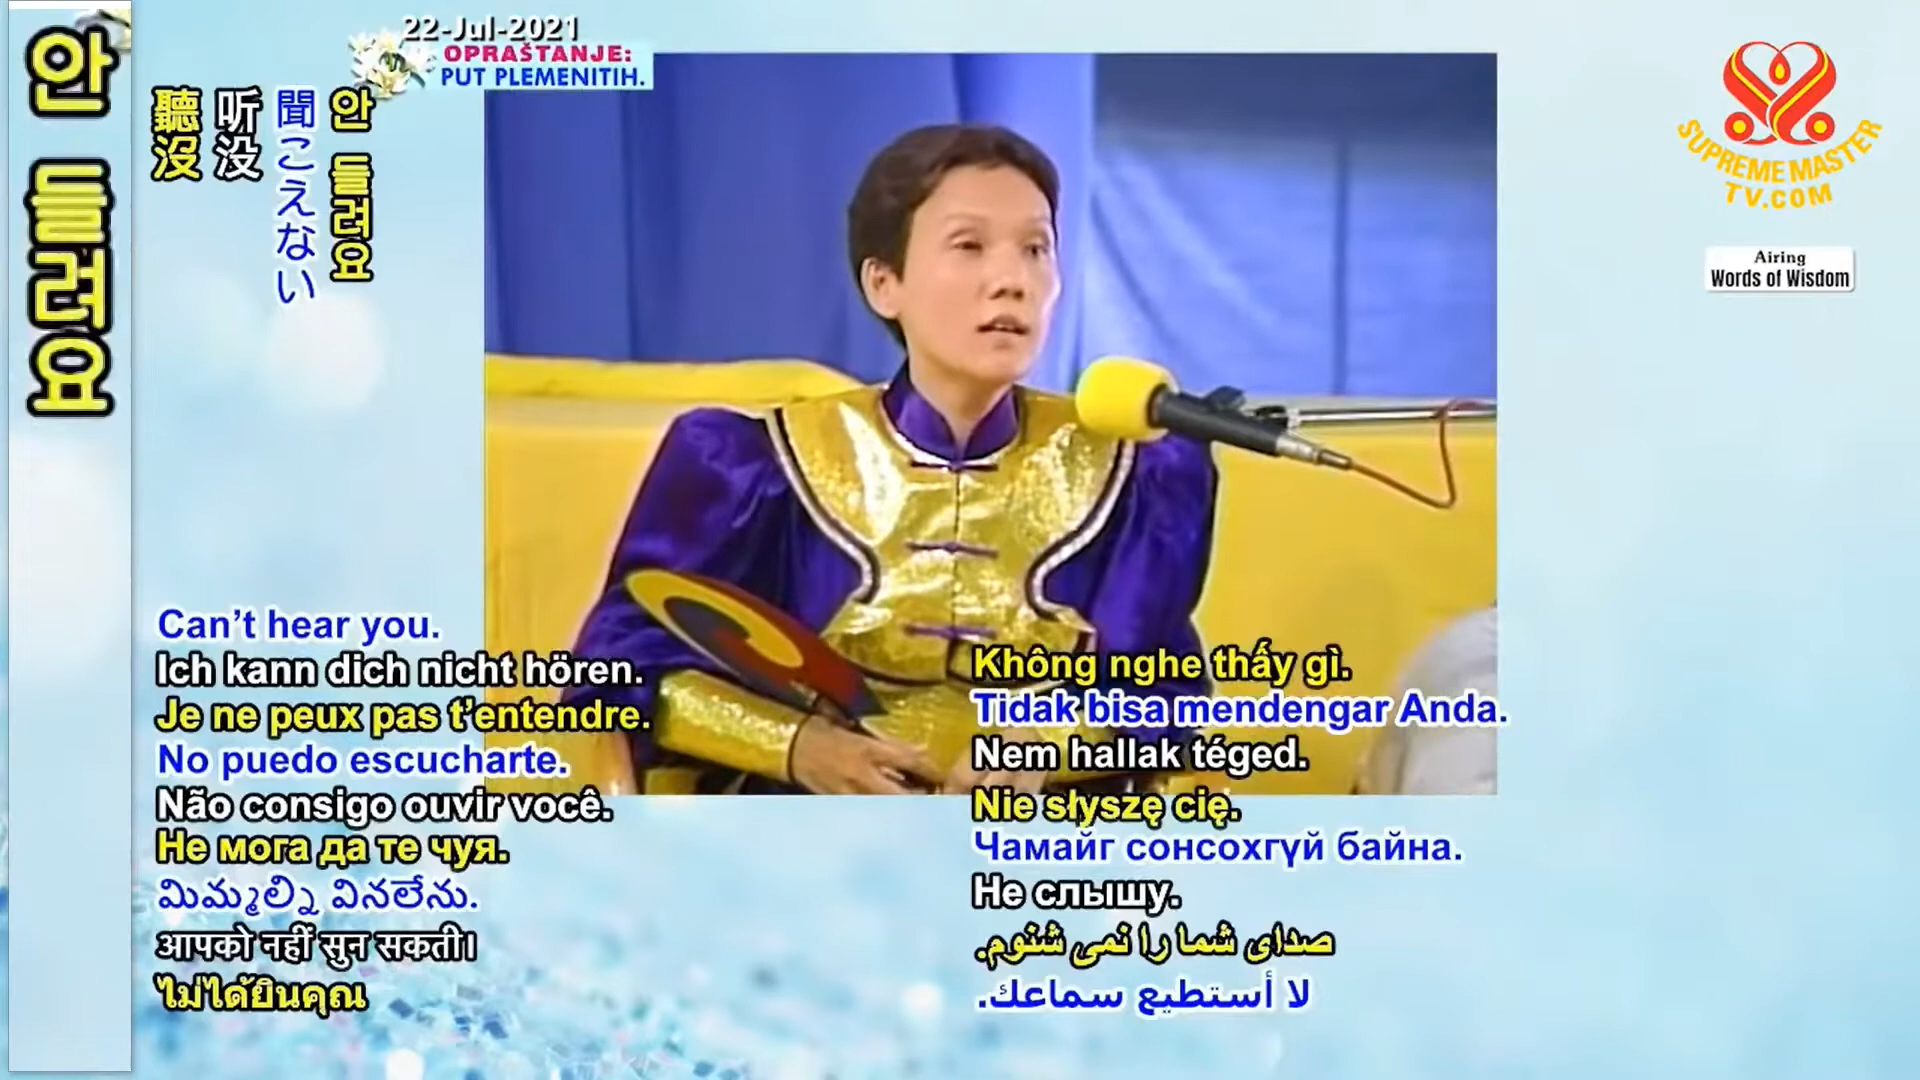 안 들려요
22-Jul-2021
OPRAŠTANJE:
PUT PLEMENITIH.
聽沒
听没
聞こえない
안 들려요
SUPREME MASTER
TV.COM
Airing
Words of Wisdom
Can't hear you.
Ich kann dich nicht hören.
Je ne peux pas t'entendre.
No puedo escucharte.
Não consigo ouvir você.
Не мога да те чуя.
మిమ్మల్ని వినలేను.
आपको नहीं सुन सकती।
ไม่ได้ยินคุณ
Không nghe thấy gì.
Tidak bisa mendengar Anda.
Nem hallak téged.
Nie słyszę cię.
Чамайг сонсохгүй байна.
Не слышу.
صدای شما را نمی شنوم.
لا أستطيع سماعك.